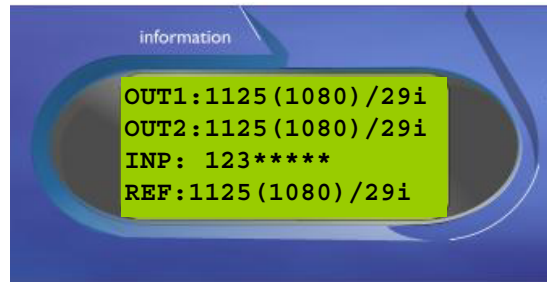 information
OUT1:1125(1080)/29i
OUT2:1125(1080)/29i
INP: 123*****
REF:1125(1080)/29i